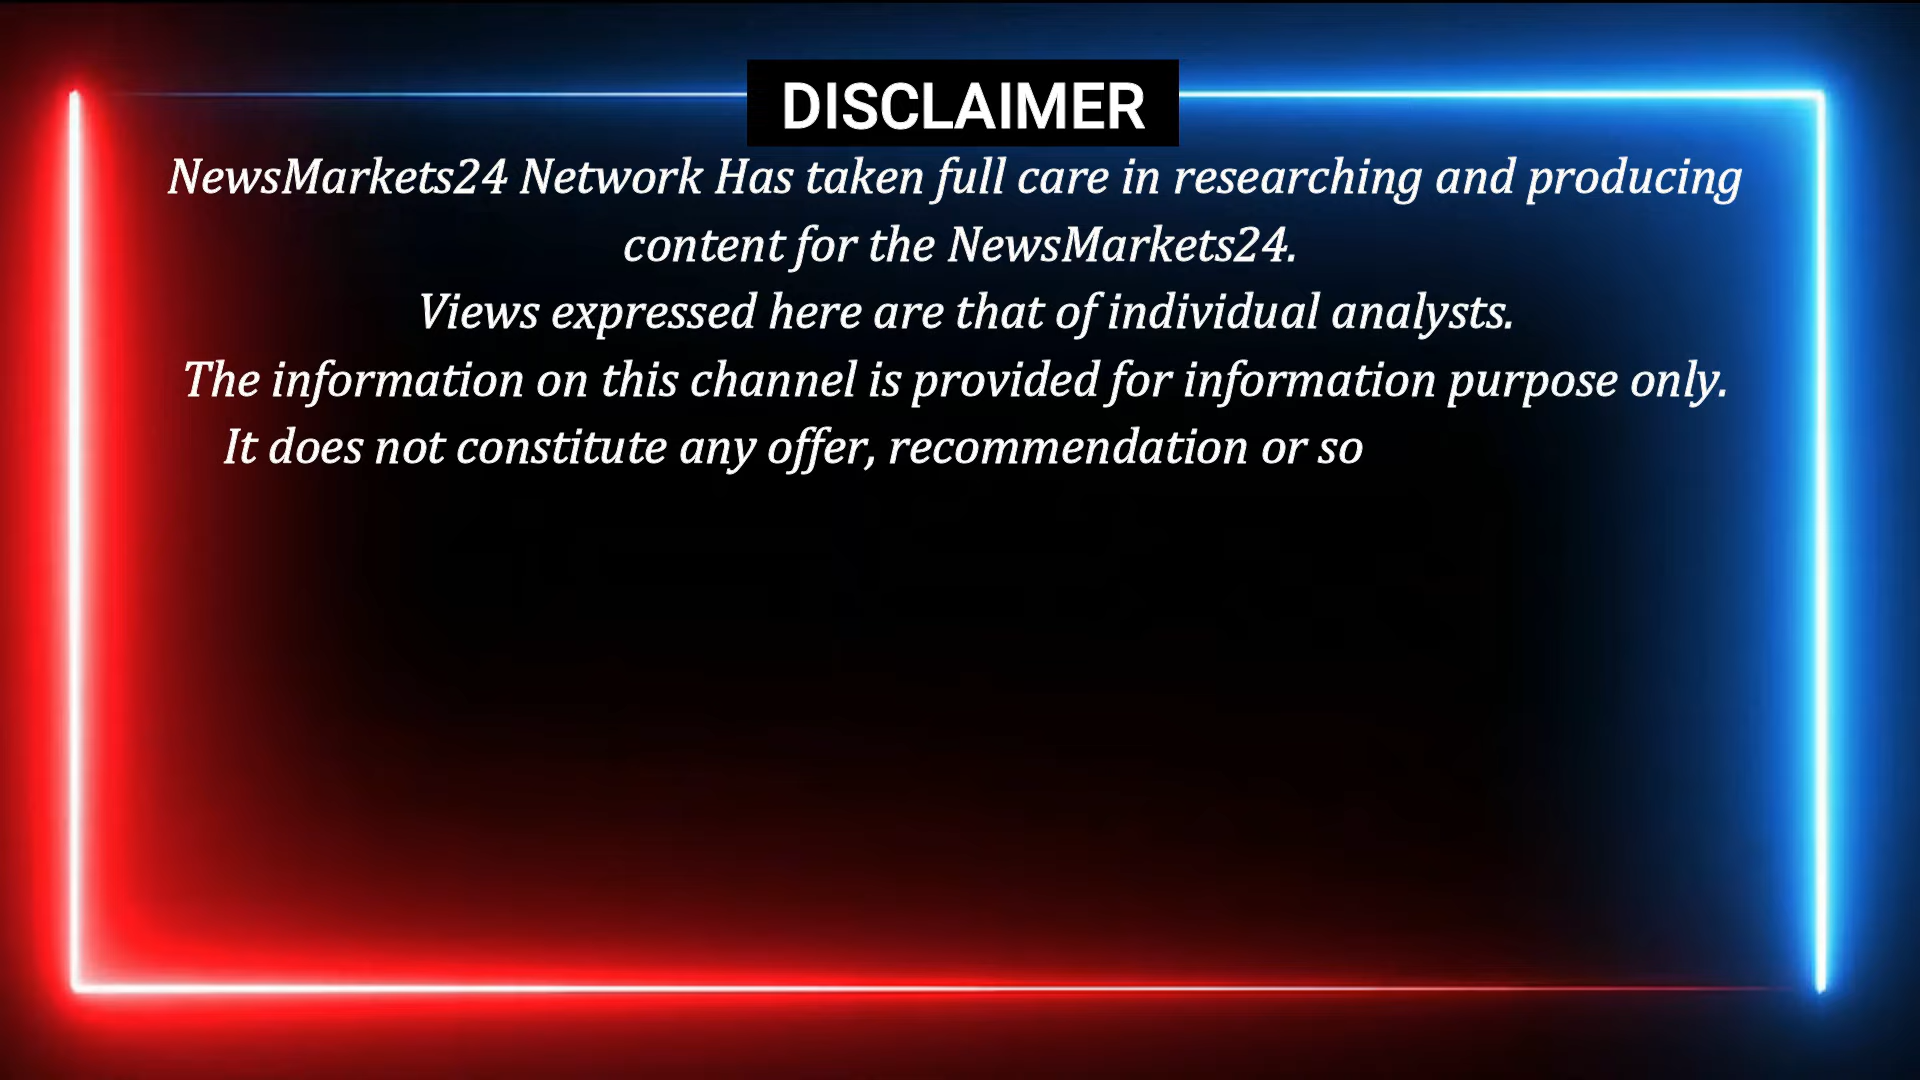 DISCLAIMER
NewsMarkets24 Network Has taken full care in researching and producing
content for the NewsMarkets24.
Views expressed here are that of individual analysts.
The information on this channel is provided for information purpose only.
It does not constitute any offer, recommendation or so